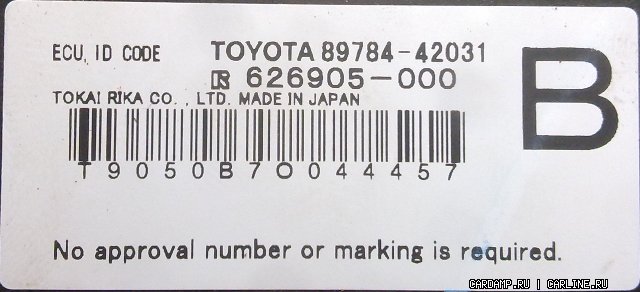 ECU, ID CODE TOYOTA 89784-42031
R 626905-000
TOKAI RIKA CO., LTD. MADE IN JAPAN
B
T9050B7O044457
No approval number or marking is required.
CARDAMP.RU | CARLINE.RU